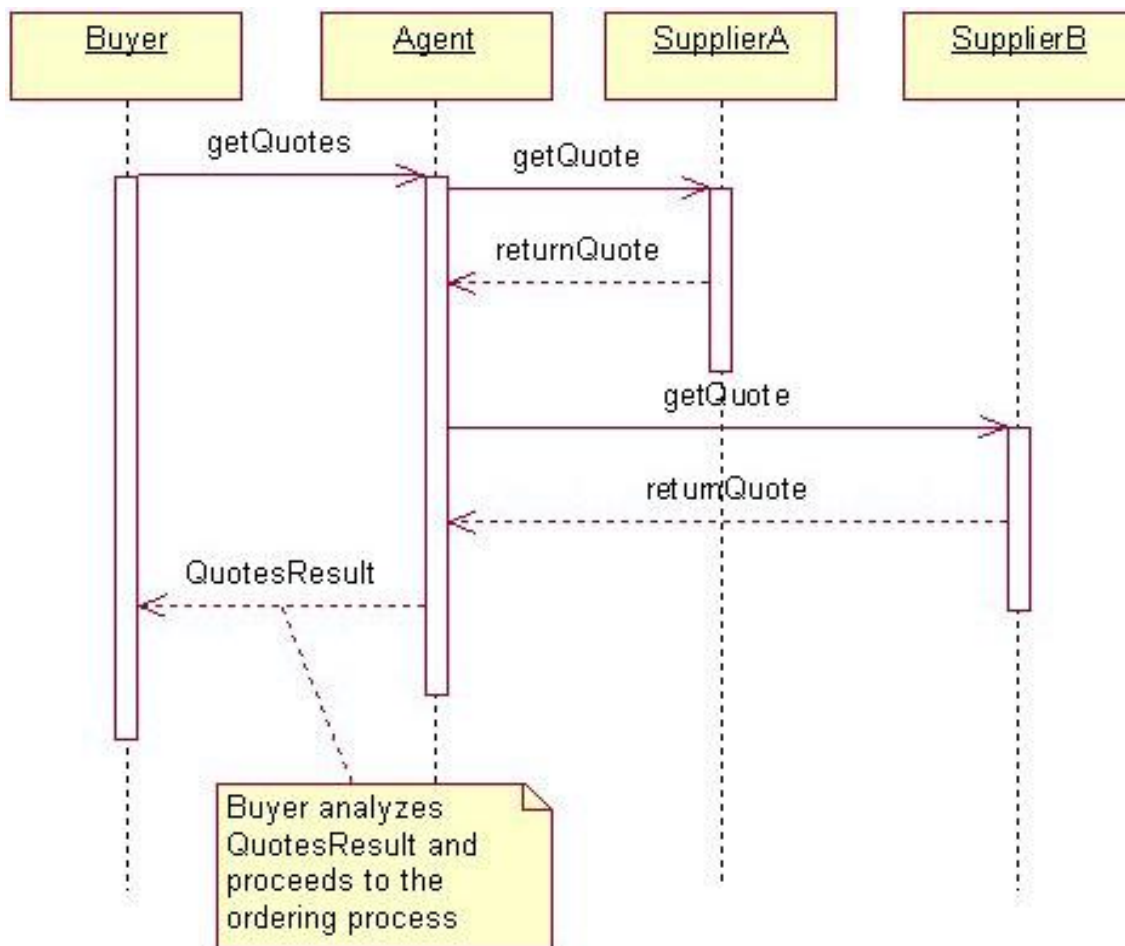 Buyer
Agent
SupplierA
SupplierB
getQuotes
getQuote
returnQuote
getQuote
returnQuote
QuotesResult
Buyer analyzes
QuotesResult and
proceeds to the
ordering process